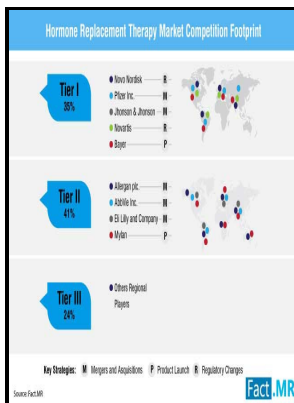 Hormone Replacement Therapy Market Competition Footprint
Tier I
35%
Novo Nordisk R
Pfizer Inc. M
Jhonson & Jhonson M
Novartis R
Bayer P
Tier II
41%
Allergan plc. M
AbbVie Inc. M
Eli Lilly and Company M
Mylan P
Tier III
24%
Others Regional
Players
Key Strategies: M Mergers and Asquisitions P Product Launch R Regulatory Changes
Source: Fact.MR
Fact.MR